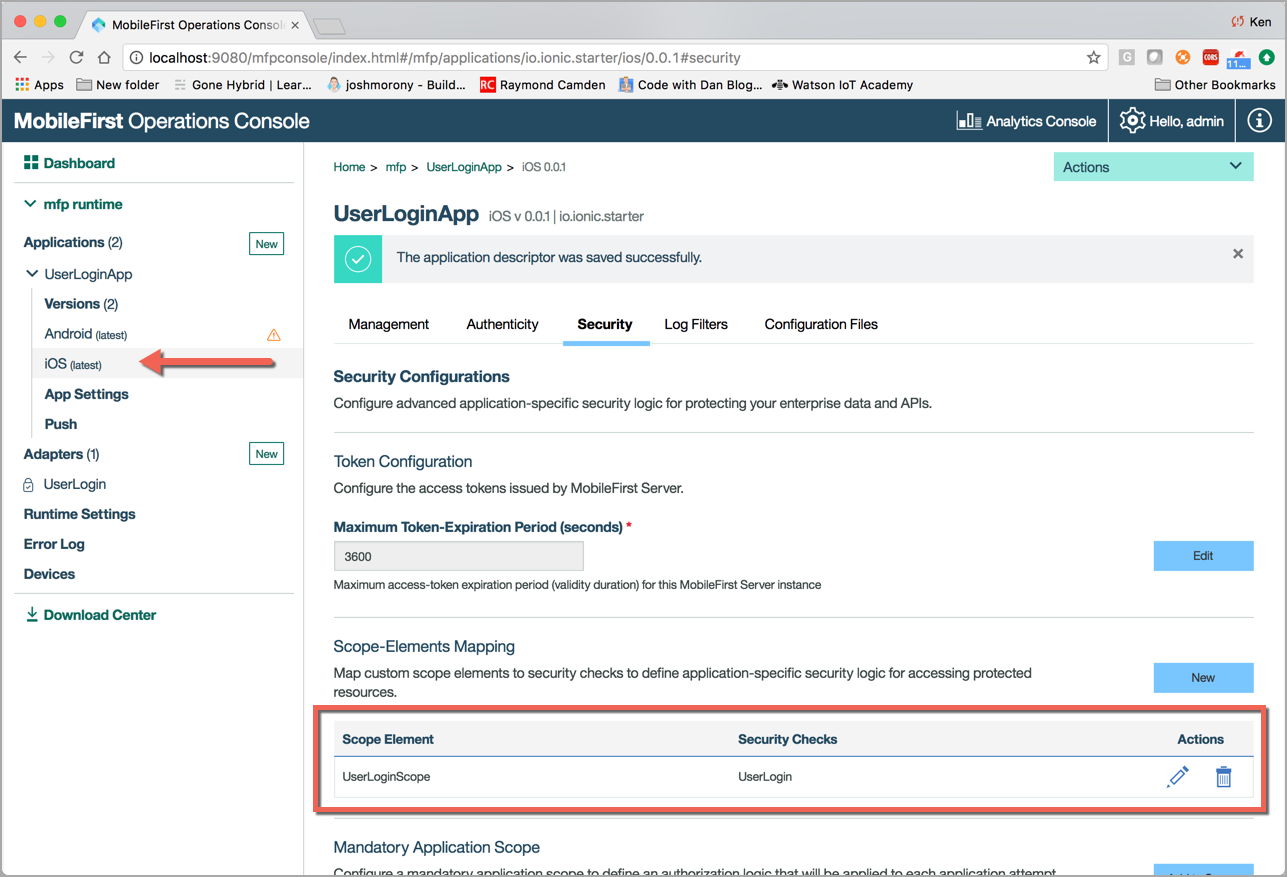 MobileFirst Operations Consol
Ken
localhost:9080/mfpconsole/index.html#/mfp/applications/io.ionic.starter/ios/0.0.1#security
G
CORS
11...
Apps
New folder
Gone Hybrid | Lear...
joshmorony - Build...
RC Raymond Camden
Code with Dan Blog...
Watson IoT Academy
Other Bookmarks
MobileFirst Operations Console
Analytics Console
Hello, admin
Dashboard
mfp runtime
Applications (2)
New
UserLoginApp
Versions (2)
Android (latest)
iOS (latest)
App Settings
Push
Adapters (1)
New
UserLogin
Runtime Settings
Error Log
Devices
Download Center
Home > mfp > UserLoginApp > iOS 0.0.1
Actions
UserLoginApp iOS v 0.0.1 | io.ionic.starter
The application descriptor was saved successfully.
Management
Authenticity
Security
Log Filters
Configuration Files
Security Configurations
Configure advanced application-specific security logic for protecting your enterprise data and APIs.
Token Configuration
Configure the access tokens issued by MobileFirst Server.
Maximum Token-Expiration Period (seconds) *
3600
Edit
Maximum access-token expiration period (validity duration) for this MobileFirst Server instance
Scope-Elements Mapping
Map custom scope elements to security checks to define application-specific security logic for accessing protected
resources.
New
Scope Element
Security Checks
Actions
UserLoginScope
UserLogin
Mandatory Application Scope
Configure a mandatory application scope to define an authorization logic that will be applied to each application attempt